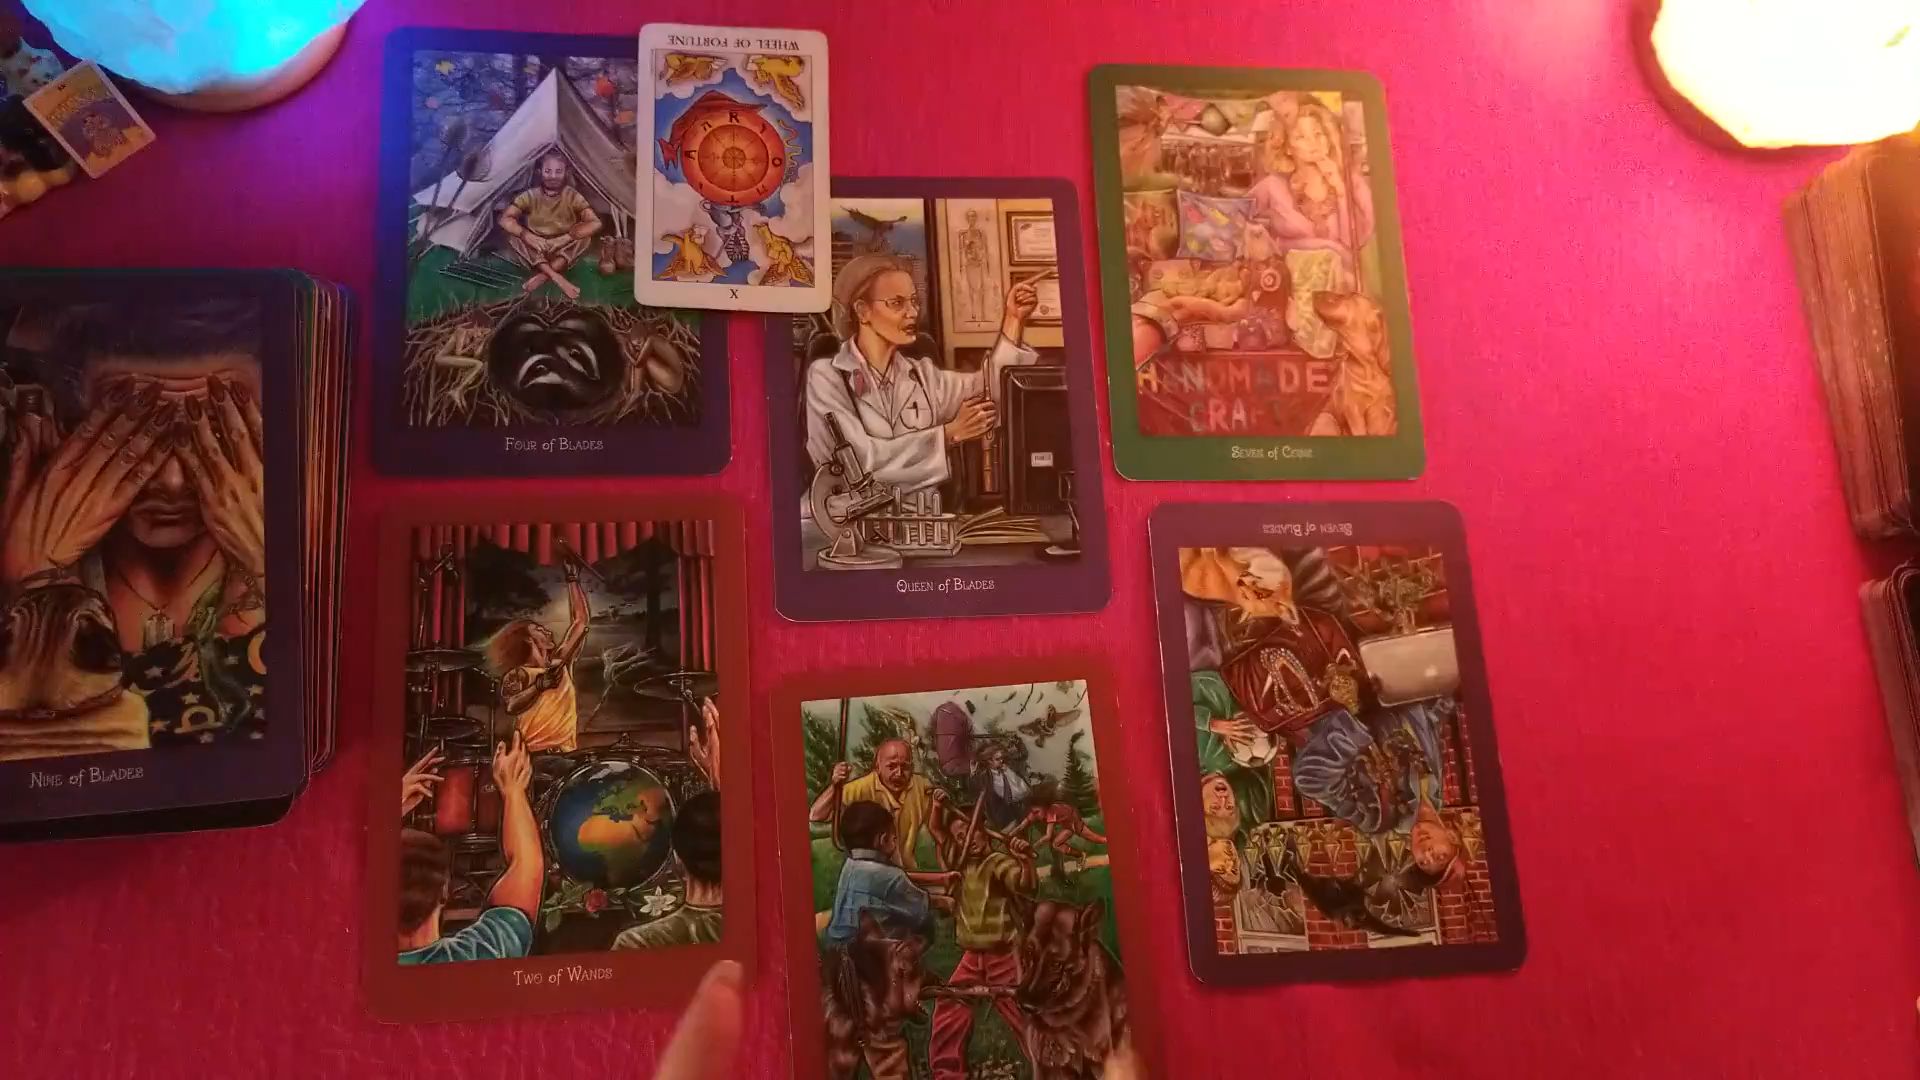 WHEEL OF FORTUNE
X
FOUR of BLADES
QUEEN of BLADES
HANDMADE
CRAFT
SEVEN of COINS
SEVEN of BLADES
NINE of BLADES
TWO of WANDS